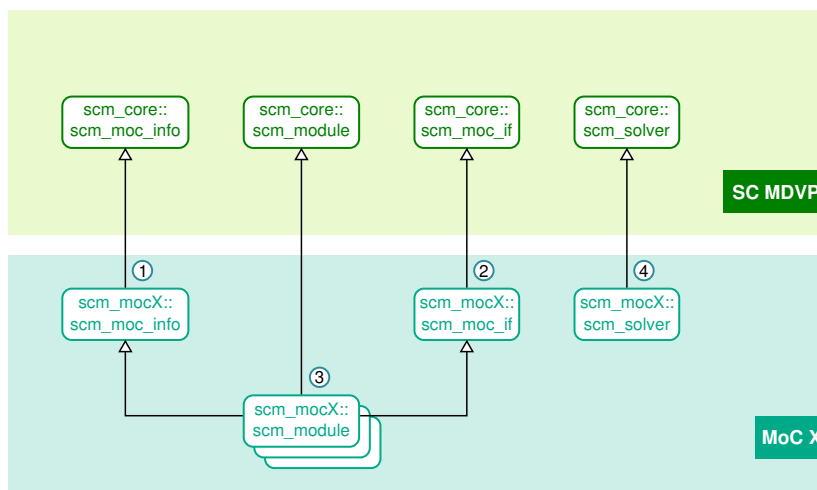 scm_core::
scm_moc_info
scm_core::
scm_module
scm_core::
scm_moc_if
scm_core::
scm_solver
SC MDVP
1
2
4
scm_mocX::
scm_moc_info
scm_mocX::
scm_moc_if
scm_mocX::
scm_solver
3
scm_mocX::
scm_module
MoC X